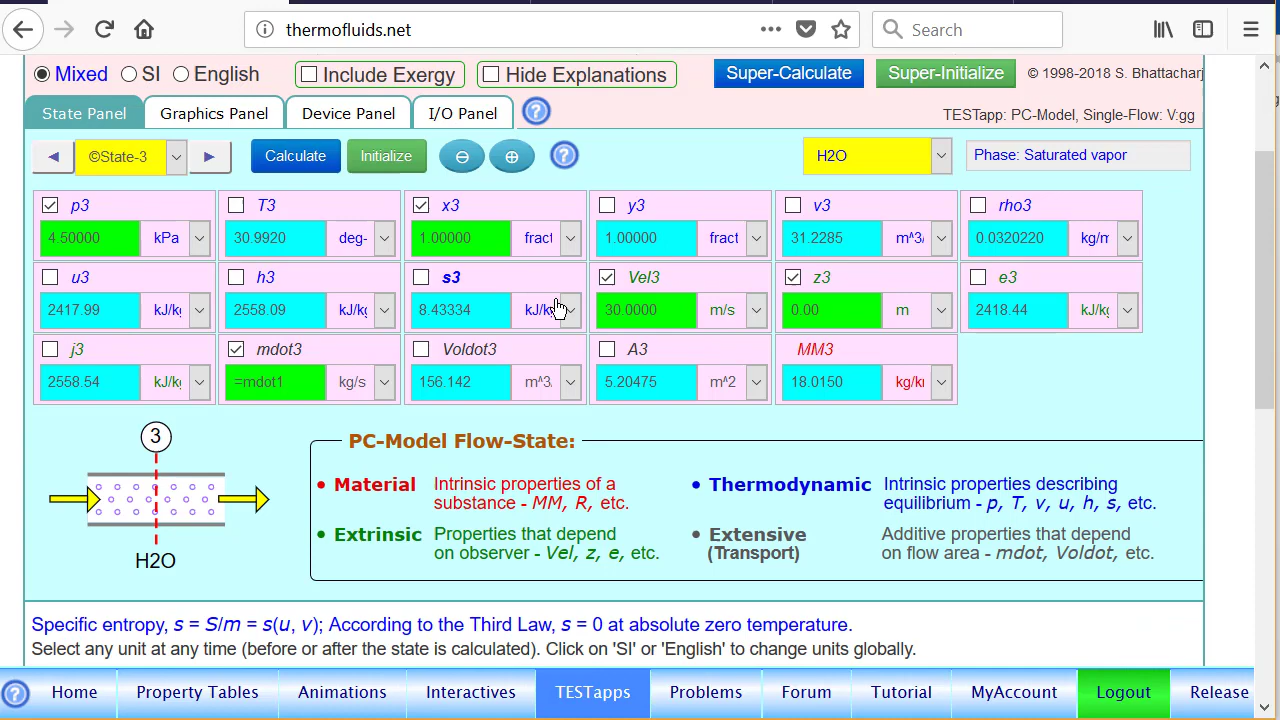 thermofluids.net
Search
Mixed SI English Include Exergy Hide Explanations Super-Calculate Super-Initialize © 1998-2018 S. Bhattacharj
State Panel Graphics Panel Device Panel I/O Panel ? TESTapp: PC-Model, Single-Flow: V:gg
©State-3 Calculate Initialize ? H2O Phase: Saturated vapor
p3 T3 x3 y3 v3 rho3
4.50000 kPa 30.9920 deg- 1.00000 fract 1.00000 fract 31.2285 m^3/ 0.0320220 kg/m
u3 h3 s3 Vel3 z3 e3
2417.99 kJ/kg 2558.09 kJ/kg 8.43334 kJ/k 30.0000 m/s 0.00 m 2418.44 kJ/kg
j3 mdot3 Voldot3 A3 MM3
2558.54 kJ/kg =mdot1 kg/s 156.142 m^3/ 5.20475 m^2 18.0150 kg/k
3
H2O
PC-Model Flow-State:
• Material Intrinsic properties of a
substance - MM, R, etc.
• Thermodynamic Intrinsic properties describing
equilibrium - p, T, v, u, h, s, etc.
• Extrinsic Properties that depend
on observer - Vel, z, e, etc.
• Extensive Additive properties that depend
(Transport) on flow area - mdot, Voldot, etc.
Specific entropy, s = S/m = s(u, v); According to the Third Law, s = 0 at absolute zero temperature.
Select any unit at any time (before or after the state is calculated). Click on 'SI' or 'English' to change units globally.
? Home Property Tables Animations Interactives TESTapps Problems Forum Tutorial MyAccount Logout Release